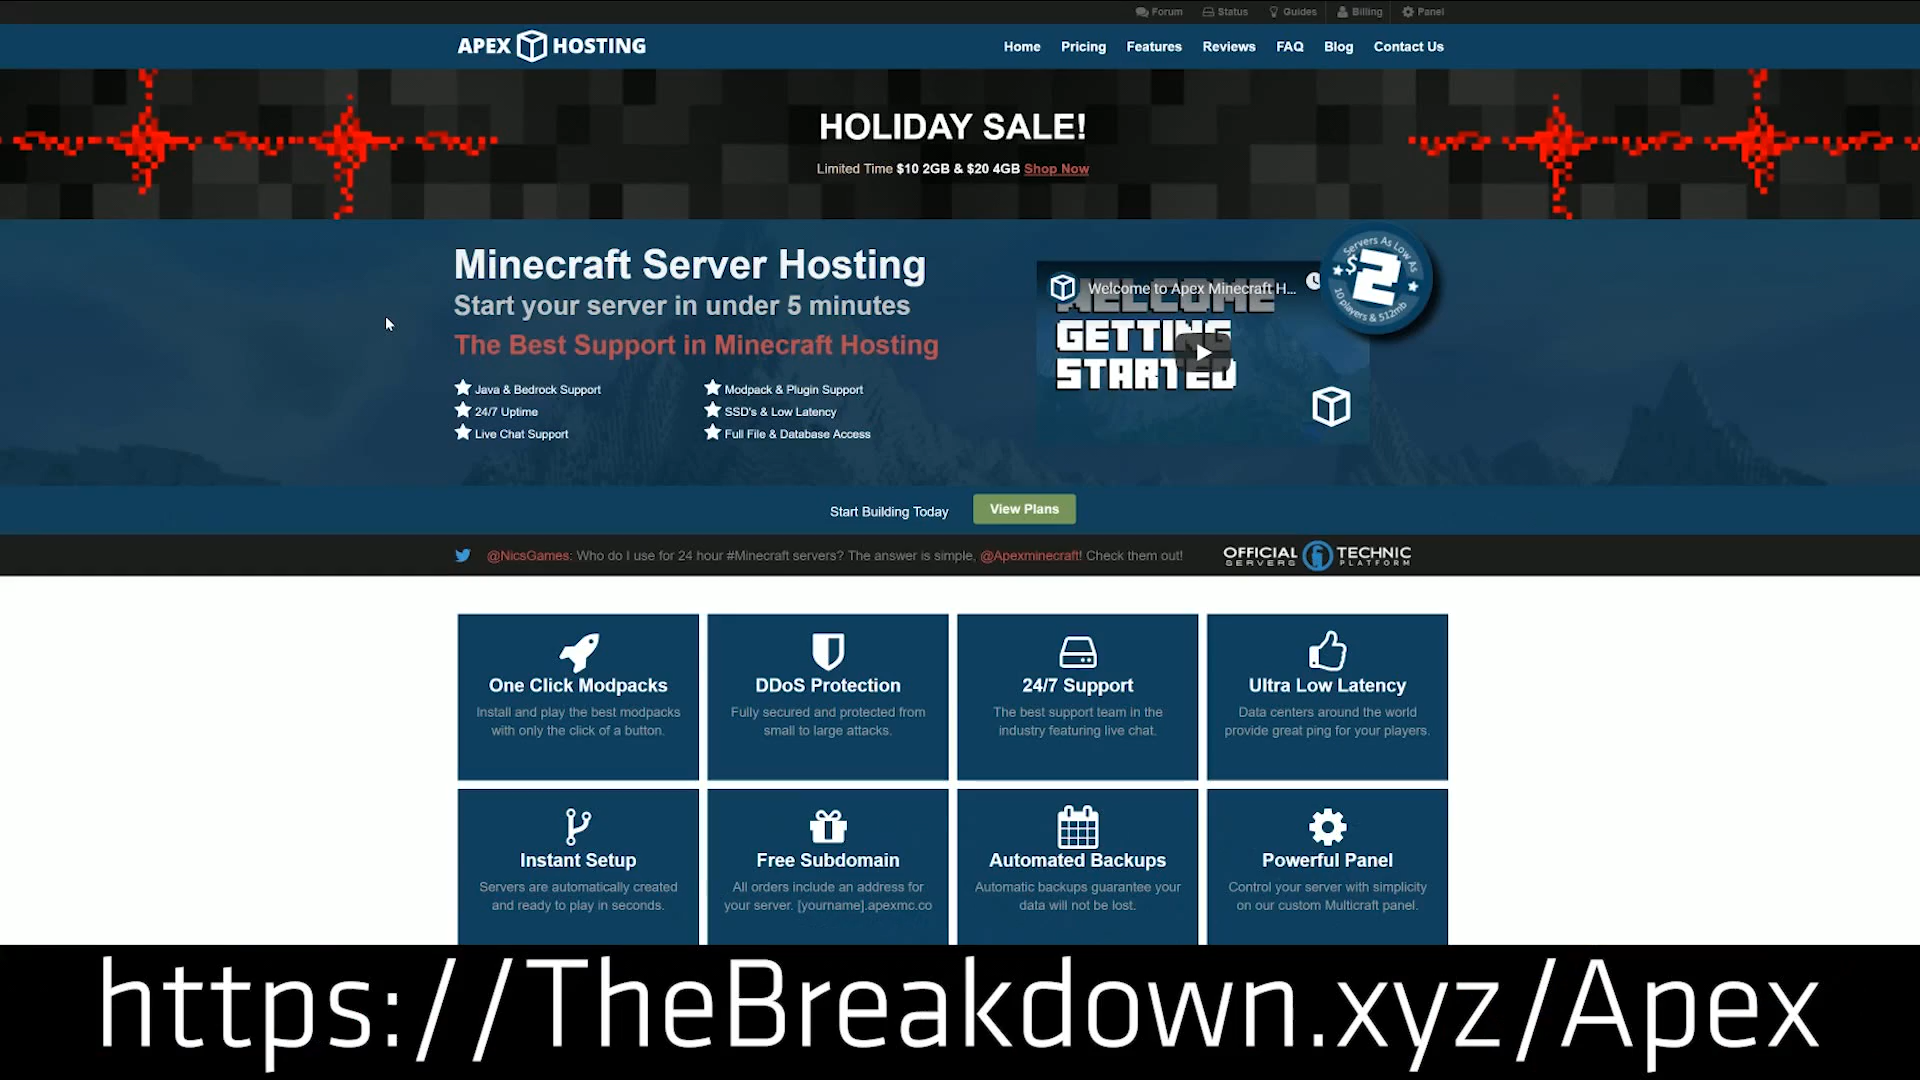 Forum Status Guides Billing Panel
APEX HOSTING
Home Pricing Features Reviews FAQ Blog Contact Us
HOLIDAY SALE!
Limited Time $10 2GB & $20 4GB Shop Now
Minecraft Server Hosting
Start your server in under 5 minutes
The Best Support in Minecraft Hosting
Java & Bedrock Support
24/7 Uptime
Live Chat Support
Modpack & Plugin Support
SSD's & Low Latency
Full File & Database Access
Welcome to Apex Minecraft H...
WELCOME
GETTING
STARTED
Servers As Low As
$2
10 players & 512mb
Start Building Today View Plans
@NicsGames: Who do I use for 24 hour #Minecraft servers? The answer is simple, @Apexminecraft! Check them out!
OFFICIAL TECHNIC
SERVERS PLATFORM
One Click Modpacks
Install and play the best modpacks
with only the click of a button.
DDoS Protection
Fully secured and protected from
small to large attacks.
24/7 Support
The best support team in the
industry featuring live chat.
Ultra Low Latency
Data centers around the world
provide great ping for your players.
Instant Setup
Servers are automatically created
and ready to play in seconds.
Free Subdomain
All orders include an address for
your server. [yourname].apexmc.co
Automated Backups
Automatic backups guarantee your
data will not be lost.
Powerful Panel
Control your server with simplicity
on our custom Multicraft panel.
https://TheBreakdown.xyz/Apex